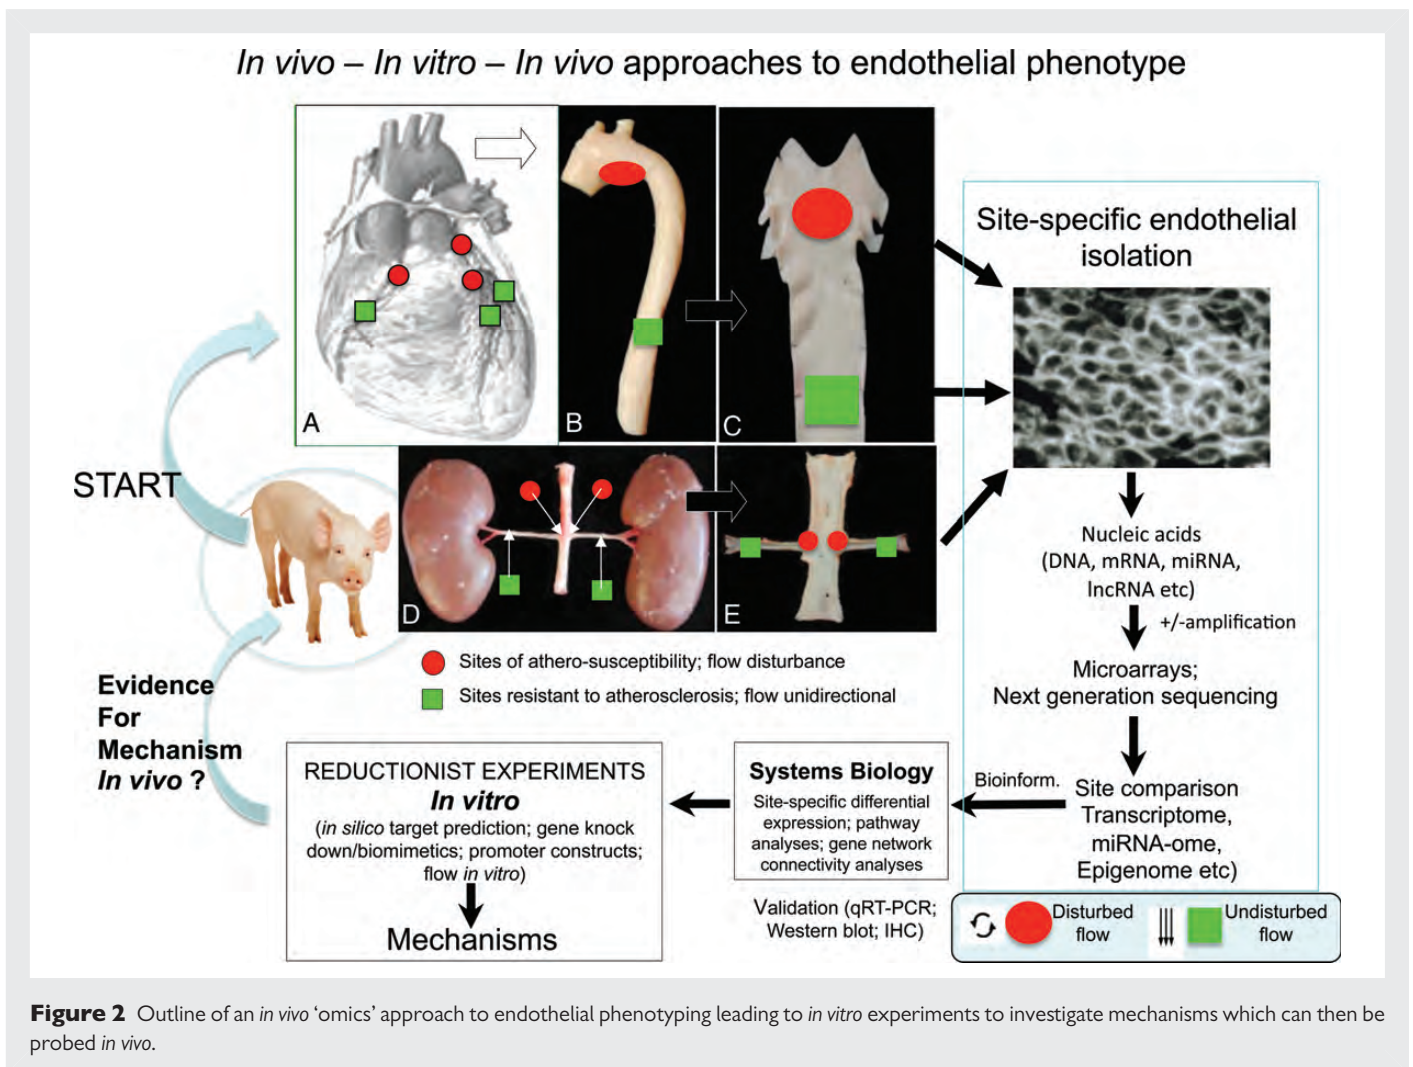 In vivo – In vitro – In vivo approaches to endothelial phenotype
A
B
C
D
E
START
Site-specific endothelial
isolation
Nucleic acids
(DNA, mRNA, miRNA,
lncRNA etc)
+/-amplification
Microarrays;
Next generation sequencing
Site comparison
Transcriptome,
miRNA-ome,
Epigenome etc)
Bioinform.
Sites of athero-susceptibility; flow disturbance
Sites resistant to atherosclerosis; flow unidirectional
Evidence
For
Mechanism
In vivo ?
REDUCTIONIST EXPERIMENTS
In vitro
(in silico target prediction; gene knock
down/biomimetics; promoter constructs;
flow in vitro)
Mechanisms
Systems Biology
Site-specific differential
expression; pathway
analyses; gene network
connectivity analyses
Validation (qRT-PCR;
Western blot; IHC)
Disturbed
flow
Undisturbed
flow
Figure 2 Outline of an in vivo ‘omics’ approach to endothelial phenotyping leading to in vitro experiments to investigate mechanisms which can then be
probed in vivo.